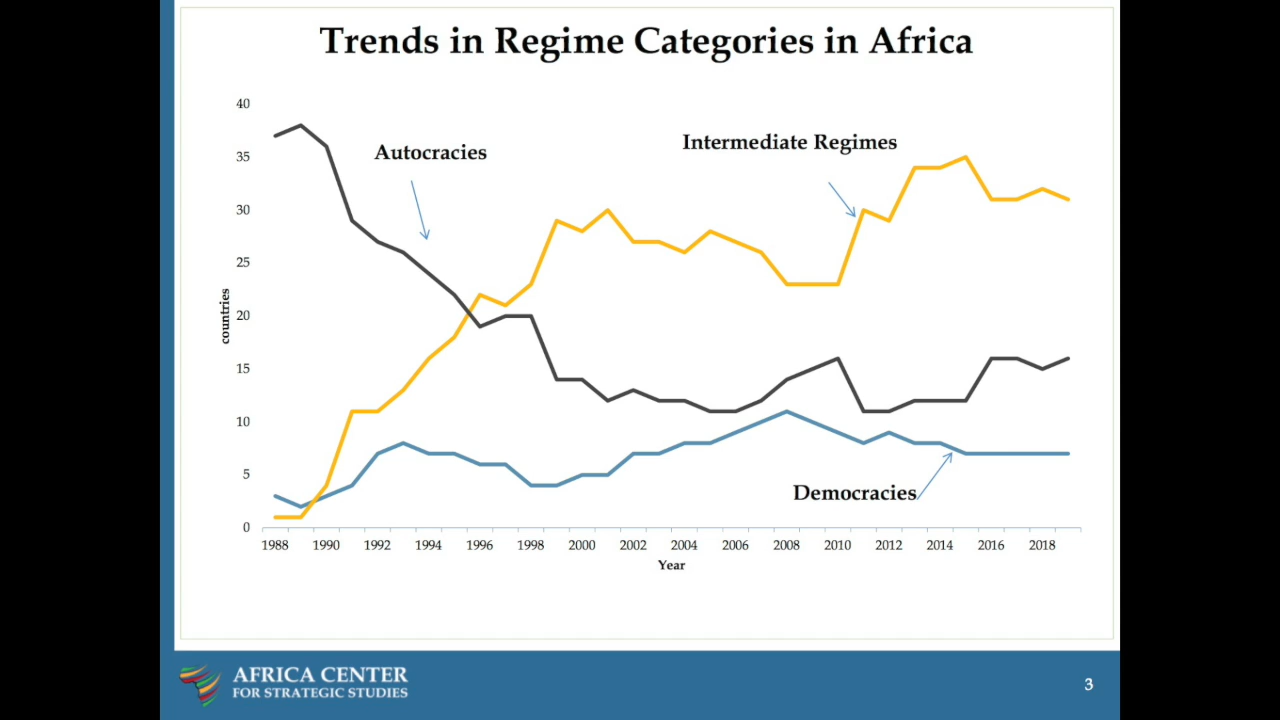 Trends in Regime Categories in Africa
40
35
30
25
20
15
10
5
0
countries
Autocracies
Intermediate Regimes
Democracies
1988 1990 1992 1994 1996 1998 2000 2002 2004 2006 2008 2010 2012 2014 2016 2018
Year
AFRICA CENTER
FOR STRATEGIC STUDIES
3